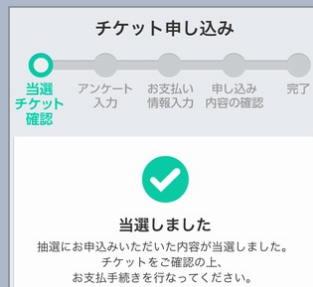 チケット申し込み
当選
チケット
確認
アンケート
入力
お支払い
情報入力
申し込み
内容の確認
完了
当選しました
抽選にお申込みいただいた内容が当選しました。
チケットをご確認の上、
お支払手続きを行なってください。